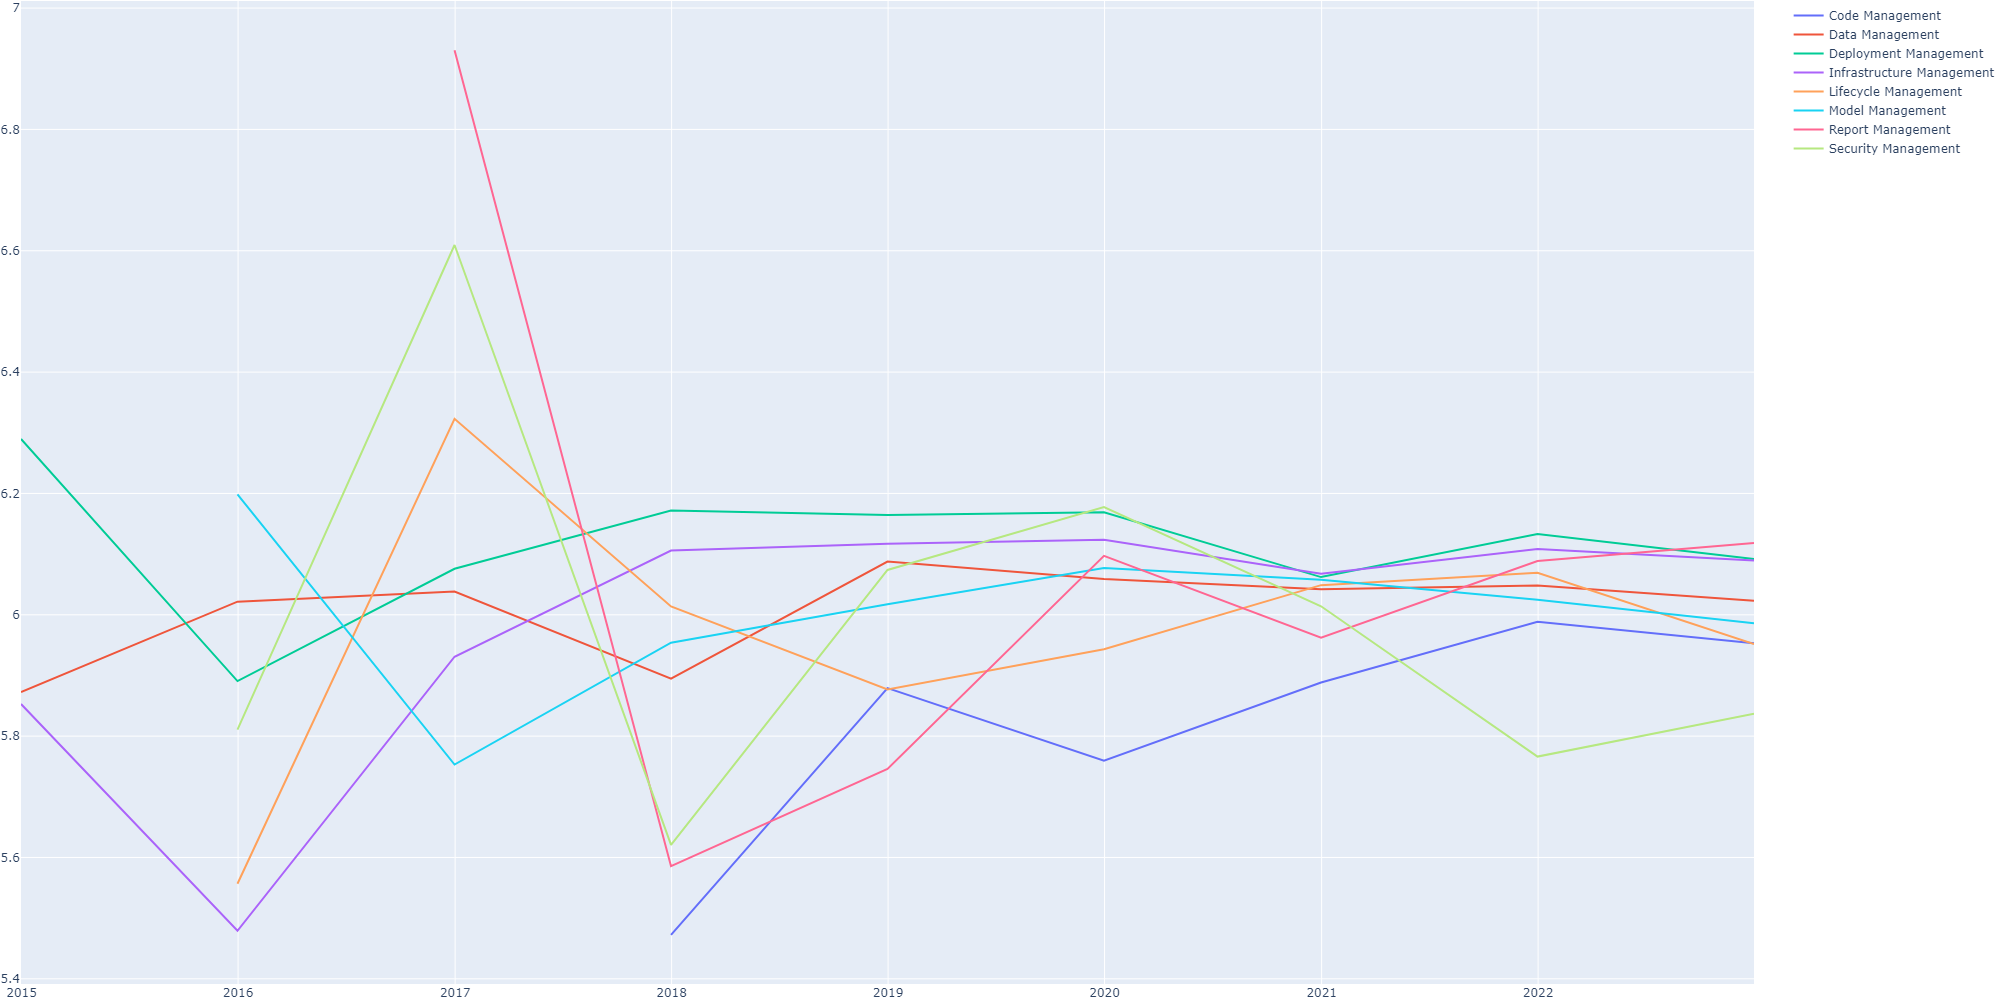 7
6.8
6.6
6.4
6.2
6
5.8
5.6
5.4
2015 2016 2017 2018 2019 2020 2021 2022
Code Management
Data Management
Deployment Management
Infrastructure Management
Lifecycle Management
Model Management
Report Management
Security Management